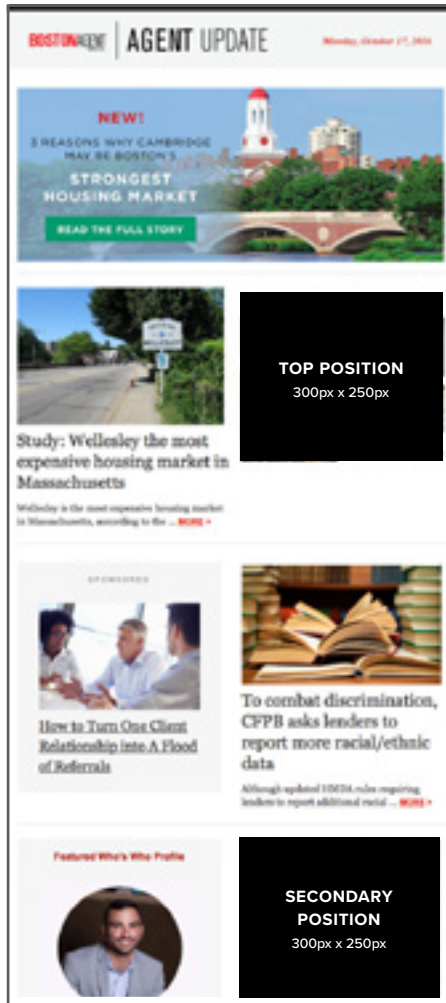 BOSTONAGENT | AGENT UPDATE
Monday, October 17, 2016
NEW!
3 REASONS WHY CAMBRIDGE
MAY BE BOSTON'S
STRONGEST
HOUSING MARKET
READ THE FULL STORY
TOP POSITION
300px x 250px
Study: Wellesley the most
expensive housing market in
Massachusetts
Wellesley is the most expensive housing market
in Massachusetts, according to the ... MORE >
SPONSORED
How to Turn One Client
Relationship into A Flood
of Referrals
To combat discrimination,
CFPB asks lenders to
report more racial/ethnic
data
Although updated HMDA rules requiring
lenders to report additional racial ... MORE >
Featured Who's Who Profile
SECONDARY
POSITION
300px x 250px